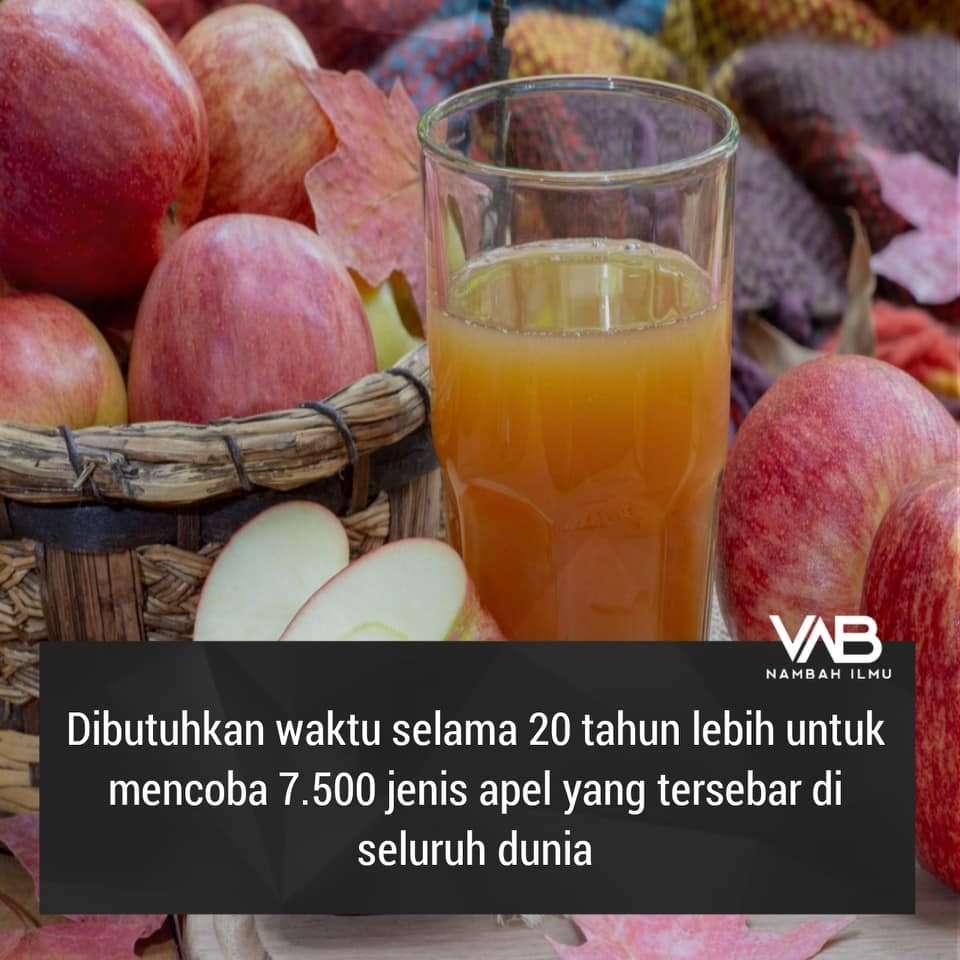 VAB
NAMBAH ILMU
Dibutuhkan waktu selama 20 tahun lebih untuk
mencoba 7.500 jenis apel yang tersebar di
seluruh dunia